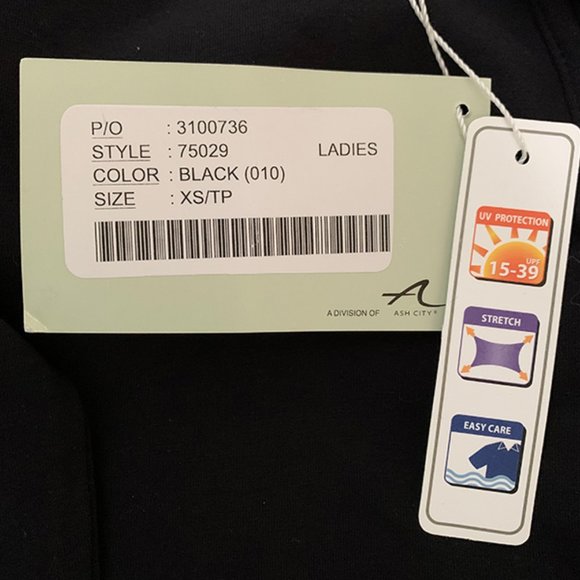 P/O : 3100736
STYLE : 75029 LADIES
COLOR : BLACK (010)
SIZE : XS/TP
A DIVISION OF ASH CITY®
UV PROTECTION
UPF
15-39
STRETCH
EASY CARE